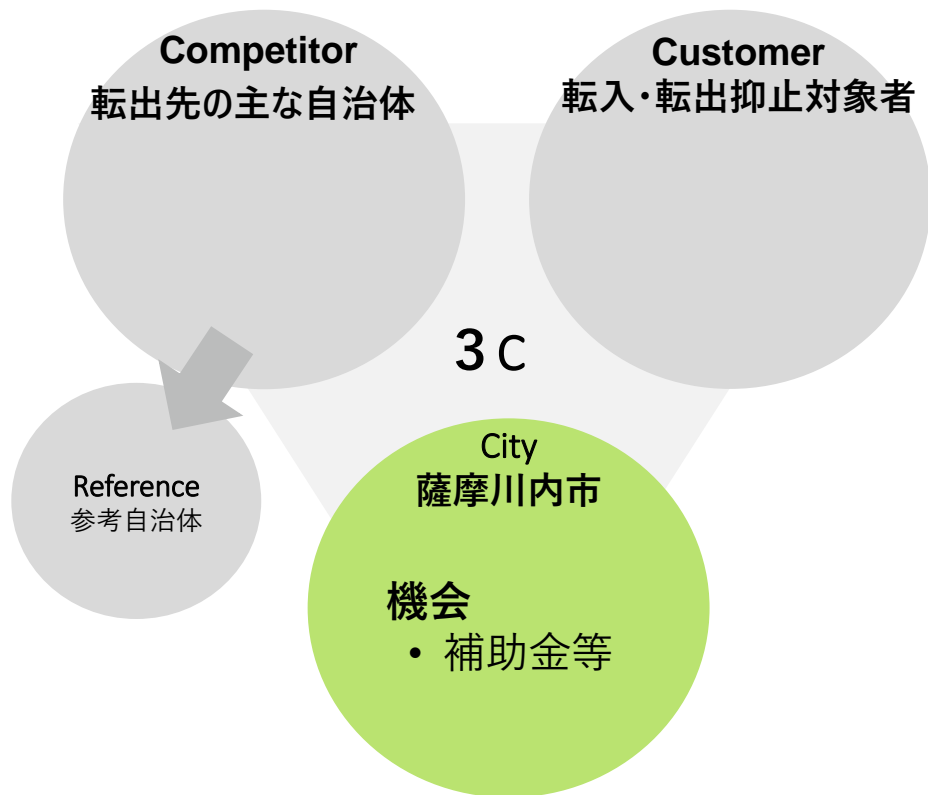 Competitor
転出先の主な自治体
Customer
転入・転出抑止対象者
3 C
Reference
参考自治体
City
薩摩川内市
機会
• 補助金等